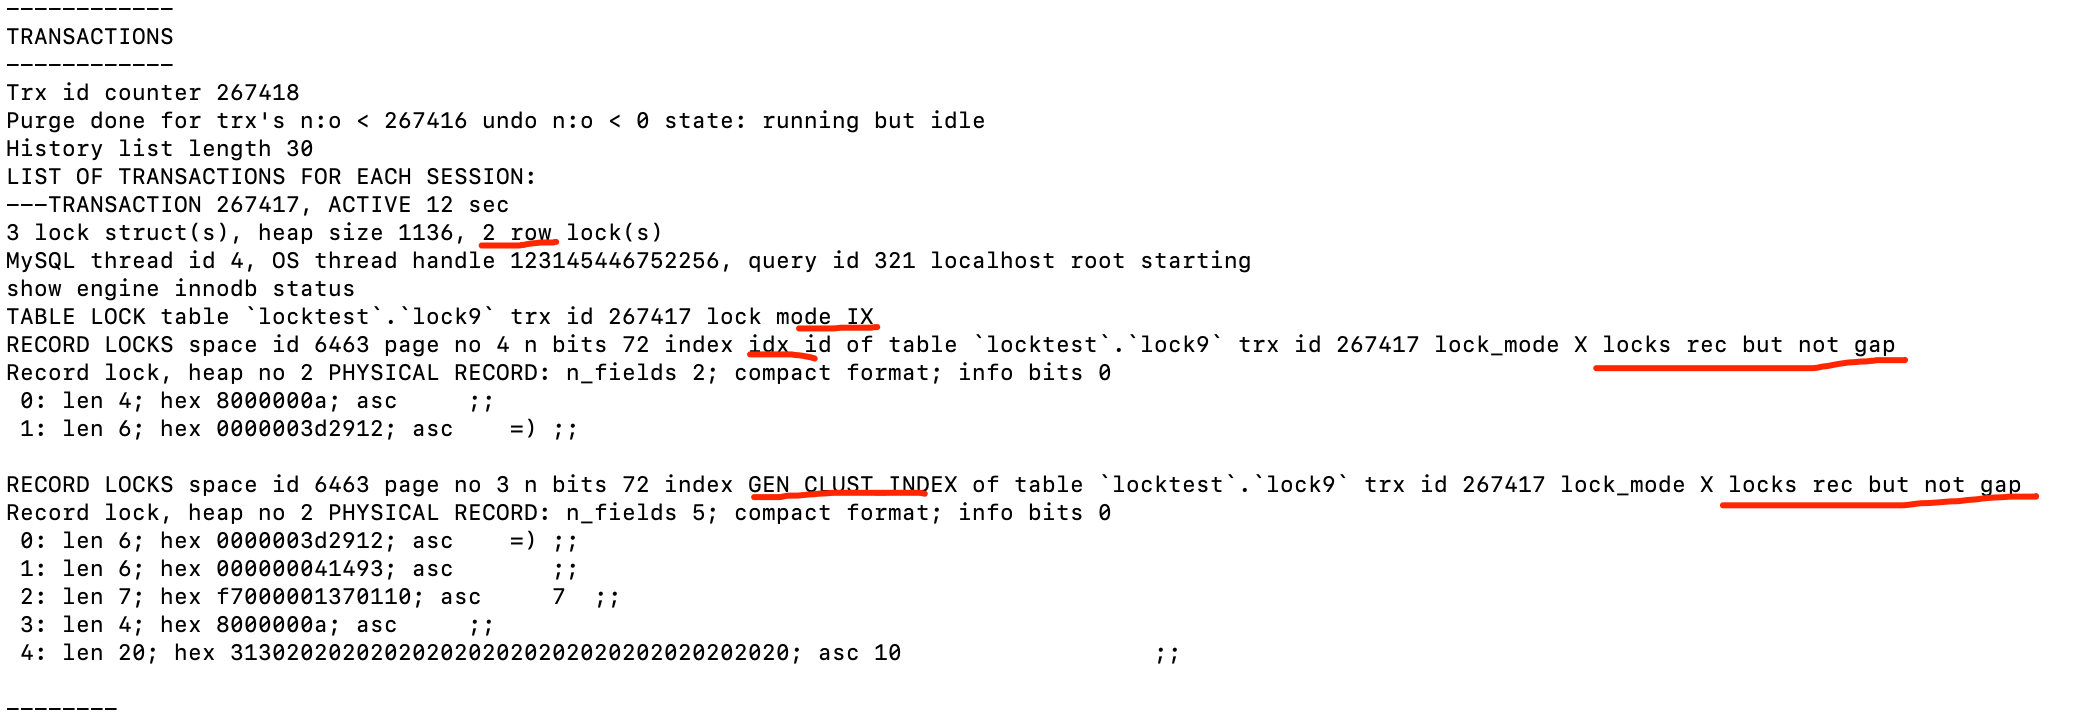 ------------
TRANSACTIONS
------------
Trx id counter 267418
Purge done for trx's n:o < 267416 undo n:o < 0 state: running but idle
History list length 30
LIST OF TRANSACTIONS FOR EACH SESSION:
---TRANSACTION 267417, ACTIVE 12 sec
3 lock struct(s), heap size 1136, 2 row lock(s)
MySQL thread id 4, OS thread handle 123145446752256, query id 321 localhost root starting
show engine innodb status
TABLE LOCK table `locktest`.`lock9` trx id 267417 lock mode IX
RECORD LOCKS space id 6463 page no 4 n bits 72 index idx_id of table `locktest`.`lock9` trx id 267417 lock_mode X locks rec but not gap
Record lock, heap no 2 PHYSICAL RECORD: n_fields 2; compact format; info bits 0
 0: len 4; hex 8000000a; asc     ;;
 1: len 6; hex 0000003d2912; asc    =) ;;

RECORD LOCKS space id 6463 page no 3 n bits 72 index GEN_CLUST_INDEX of table `locktest`.`lock9` trx id 267417 lock_mode X locks rec but not gap
Record lock, heap no 2 PHYSICAL RECORD: n_fields 5; compact format; info bits 0
 0: len 6; hex 0000003d2912; asc    =) ;;
 1: len 6; hex 000000041493; asc       ;;
 2: len 7; hex f7000001370110; asc     7  ;;
 3: len 4; hex 8000000a; asc     ;;
 4: len 20; hex 3130202020202020202020202020202020202020; asc 10                  ;;

--------